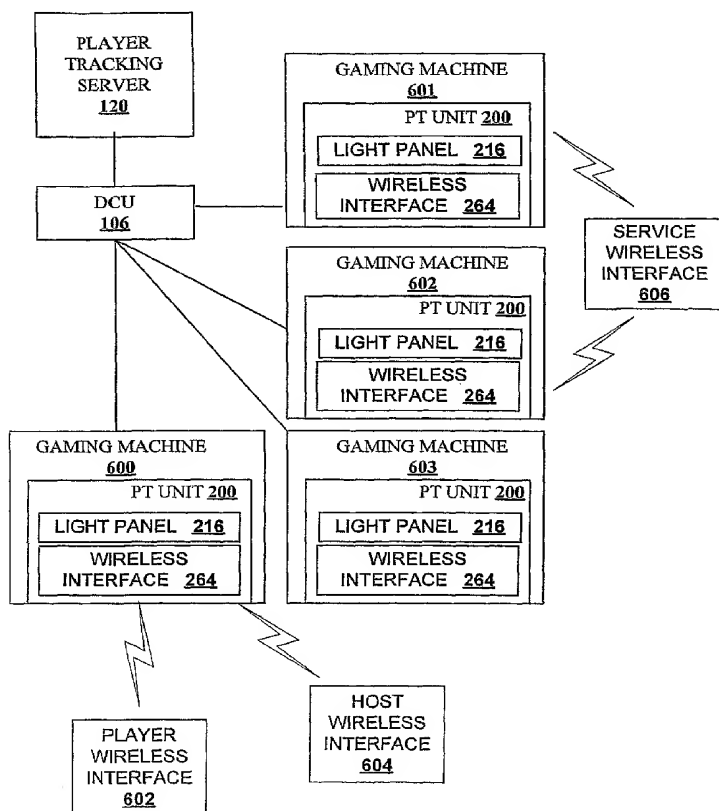 PLAYER
TRACKING
SERVER
120
DCU
106
GAMING MACHINE
601
PT UNIT 200
LIGHT PANEL 216
WIRELESS
INTERFACE 264
GAMING MACHINE
602
PT UNIT 200
LIGHT PANEL 216
WIRELESS
INTERFACE 264
SERVICE
WIRELESS
INTERFACE
606
GAMING MACHINE
600
PT UNIT 200
LIGHT PANEL 216
WIRELESS
INTERFACE 264
GAMING MACHINE
603
PT UNIT 200
LIGHT PANEL 216
WIRELESS
INTERFACE 264
PLAYER
WIRELESS
INTERFACE
602
HOST
WIRELESS
INTERFACE
604